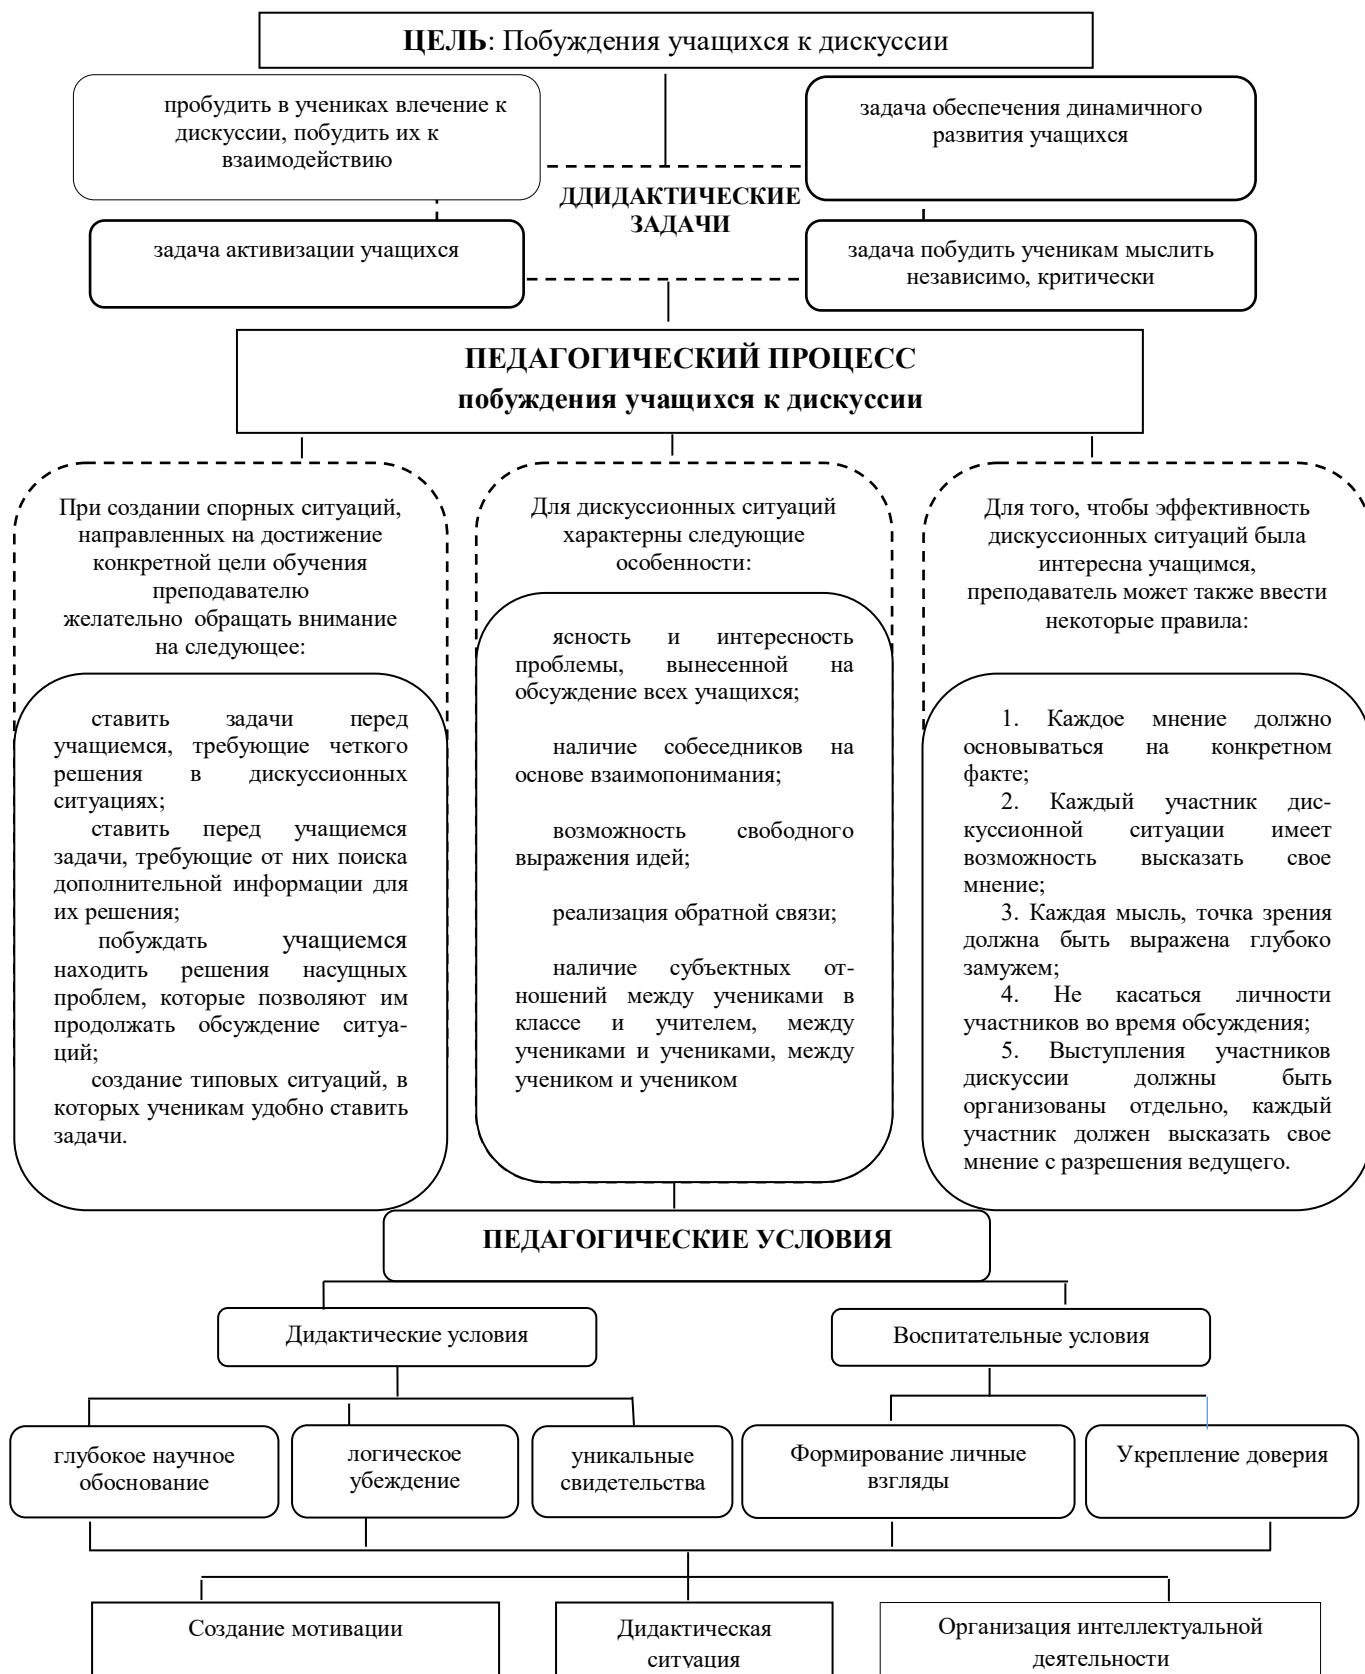 ЦЕЛЬ: Побуждения учащихся к дискуссии
пробудить в учениках влечение к
дискуссии, побудить их к
взаимодействию
задача обеспечения динамичного
развития учащихся
ДДИДАКТИЧЕСКИЕ
ЗАДАЧИ
задача активизации учащихся
задача побудить ученикам мыслить
независимо, критически
ПЕДАГОГИЧЕСКИЙ ПРОЦЕСС
побуждения учащихся к дискуссии
При создании спорных ситуаций,
направленных на достижение
конкретной цели обучения
преподавателю
желательно обращать внимание
на следующее:
ставить задачи перед
учащиемся, требующие четкого
решения в дискуссионных
ситуациях;
ставить перед учащиемся
задачи, требующие от них поиска
дополнительной информации для
их решения;
побуждать учащиемся
находить решения насущных
проблем, которые позволяют им
продолжать обсуждение ситуа-
ций;
создание типовых ситуаций, в
которых ученикам удобно ставить
задачи.
Для дискуссионных ситуаций
характерны следующие
особенности:
ясность и интересность
проблемы, вынесенной на
обсуждение всех учащихся;
наличие собеседников на
основе взаимопонимания;
возможность свободного
выражения идей;
реализация обратной связи;
наличие субъектных от-
ношений между учениками в
классе и учителем, между
учениками и учениками, между
учеником и учеником
Для того, чтобы эффективность
дискуссионных ситуаций была
интересна учащимся,
преподаватель может также ввести
некоторые правила:
1. Каждое мнение должно
основываться на конкретном
факте;
2. Каждый участник дис-
куссионной ситуации имеет
возможность высказать свое
мнение;
3. Каждая мысль, точка зрения
должна быть выражена глубоко
замужем;
4. Не касаться личности
участников во время обсуждения;
5. Выступления участников
дискуссии должны быть
организованы отдельно, каждый
участник должен высказать свое
мнение с разрешения ведущего.
ПЕДАГОГИЧЕСКИЕ УСЛОВИЯ
Дидактические условия
Воспитательные условия
глубокое научное
обоснование
логическое
убеждение
уникальные
свидетельства
Формирование личные
взгляды
Укрепление доверия
Создание мотивации
Дидактическая
ситуация
Организация интеллектуальной
деятельности